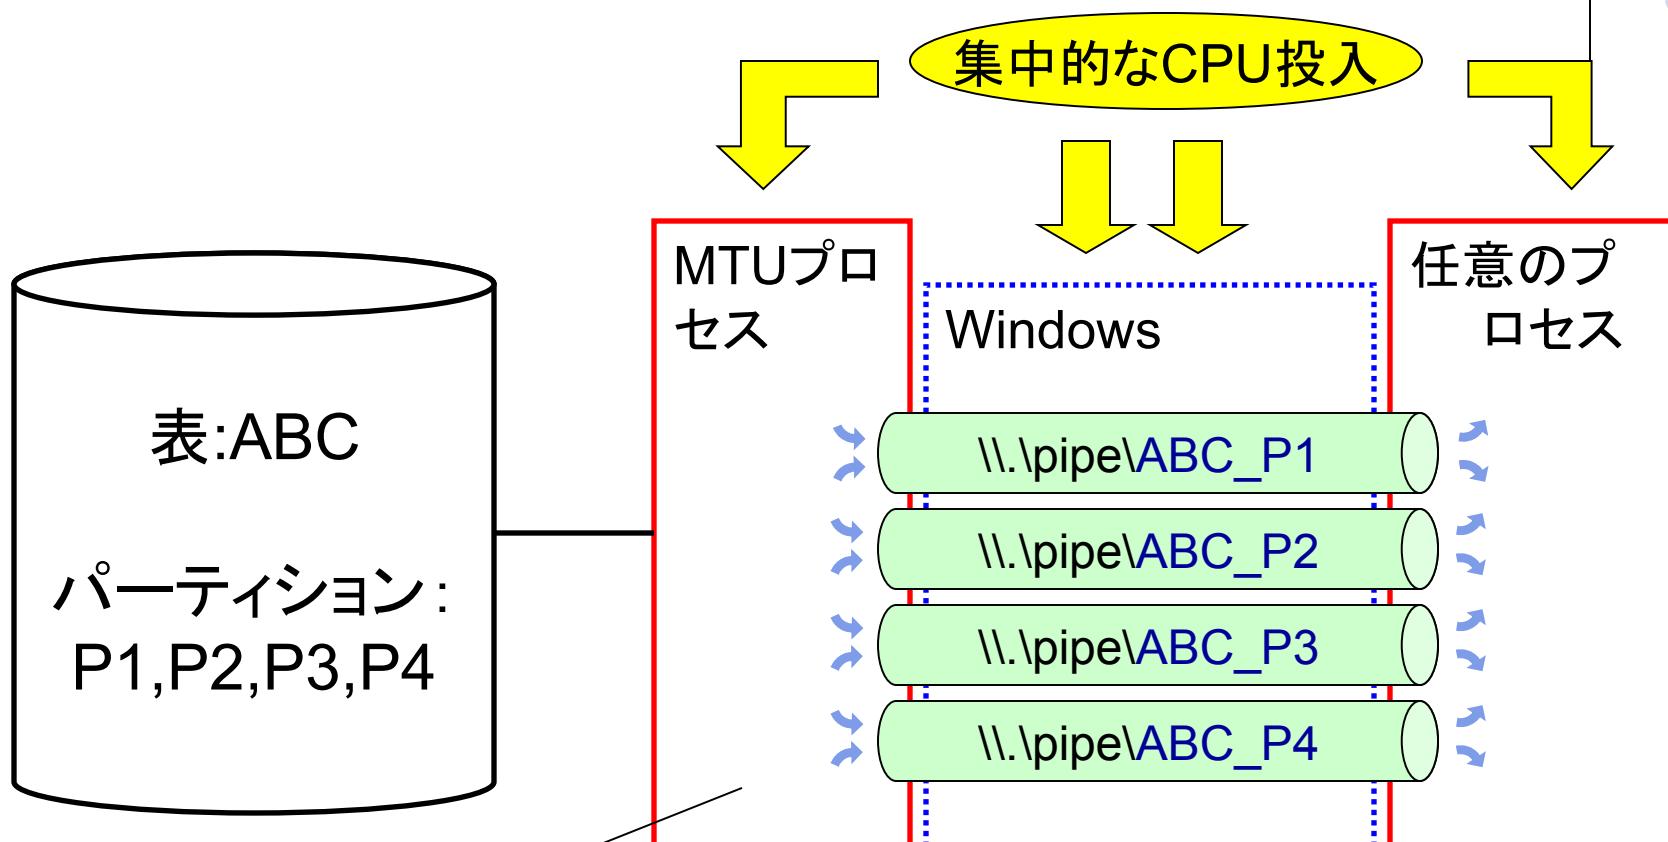 集中的なCPU投入
MTUプロ
セス
Windows
任意のプ
ロセス
表:ABC
パーティション:
P1,P2,P3,P4
\\.\pipe\ABC_P1
\\.\pipe\ABC_P2
\\.\pipe\ABC_P3
\\.\pipe\ABC_P4